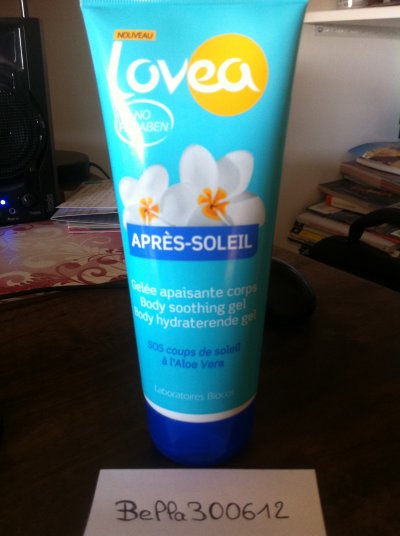 NOUVEAU
Lovea
NO
PARABEN
APRÈS-SOLEIL
Gelée apaisante corps
Body soothing gel
Body hydraterende gel
SOS coups de soleil
à l'Aloe Vera
Laboratoires Biocos
Beffa300612